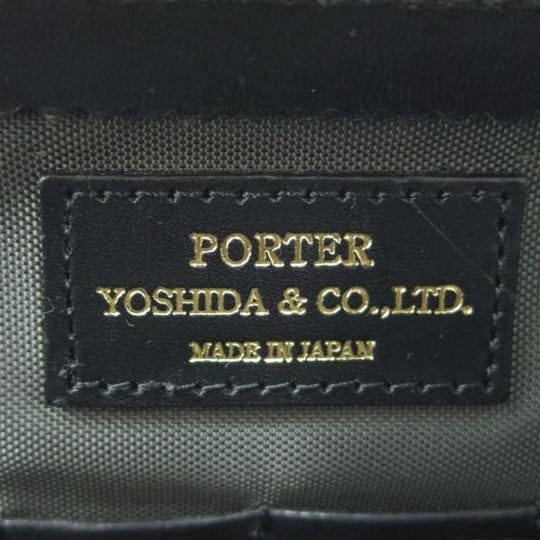 PORTER
YOSHIDA & CO.,LTD.
MADE IN JAPAN